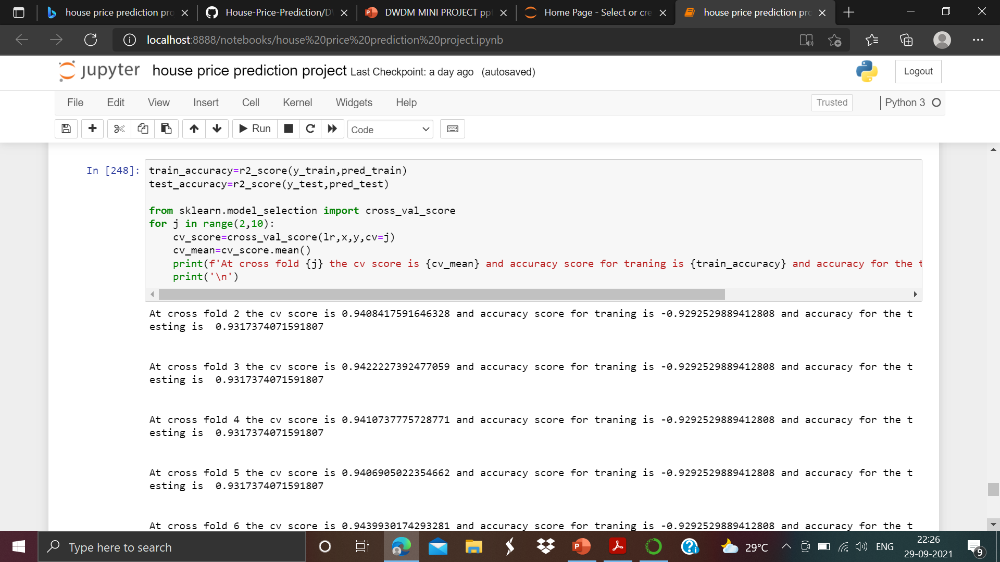 house price prediction pro
House-Price-Prediction/D
DWDM MINI PROJECT ppt
Home Page - Select or cre
house price prediction pro
localhost:8888/notebooks/house%20price%20prediction%20project.ipynb
jupyter house price prediction project Last Checkpoint: a day ago (autosaved)
Logout
File Edit View Insert Cell Kernel Widgets Help
Trusted
Python 3
Run
Code
In [248]:
train_accuracy=r2_score(y_train,pred_train)
test_accuracy=r2_score(y_test,pred_test)
from sklearn.model_selection import cross_val_score
for j in range(2,10):
cv_score=cross_val_score(lr,x,y,cv=j)
cv_mean=cv_score.mean()
print(f'At cross fold {j} the cv score is {cv_mean} and accuracy score for traning is {train_accuracy} and accuracy for the t
print('\n')
At cross fold 2 the cv score is 0.9408417591646328 and accuracy score for traning is -0.9292529889412808 and accuracy for the t
esting is  0.9317374071591807
At cross fold 3 the cv score is 0.9422227392477059 and accuracy score for traning is -0.9292529889412808 and accuracy for the t
esting is  0.9317374071591807
At cross fold 4 the cv score is 0.9410737775728771 and accuracy score for traning is -0.9292529889412808 and accuracy for the t
esting is  0.9317374071591807
At cross fold 5 the cv score is 0.9406905022354662 and accuracy score for traning is -0.9292529889412808 and accuracy for the t
esting is  0.9317374071591807
At cross fold 6 the cv score is 0.9439930174293281 and accuracy score for traning is -0.9292529889412808 and accuracy for the t
Type here to search
29°C
ENG
22:26
29-09-2021
9